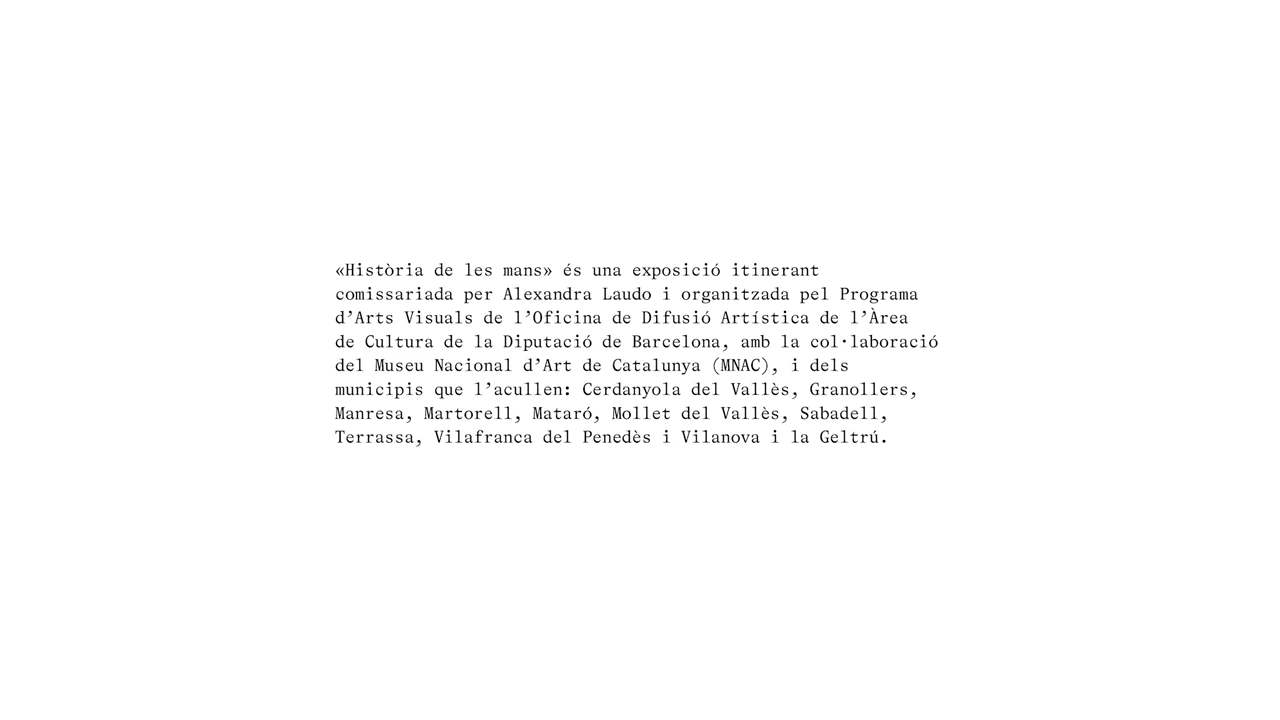 «Història de les mans» és una exposició itinerant
comissariada per Alexandra Laudo i organitzada pel Programa
d’Arts Visuals de l’Oficina de Difusió Artística de l’Àrea
de Cultura de la Diputació de Barcelona, amb la col·laboració
del Museu Nacional d’Art de Catalunya (MNAC), i dels
municipis que l’acullen: Cerdanyola del Vallès, Granollers,
Manresa, Martorell, Mataró, Mollet del Vallès, Sabadell,
Terrassa, Vilafranca del Penedès i Vilanova i la Geltrú.